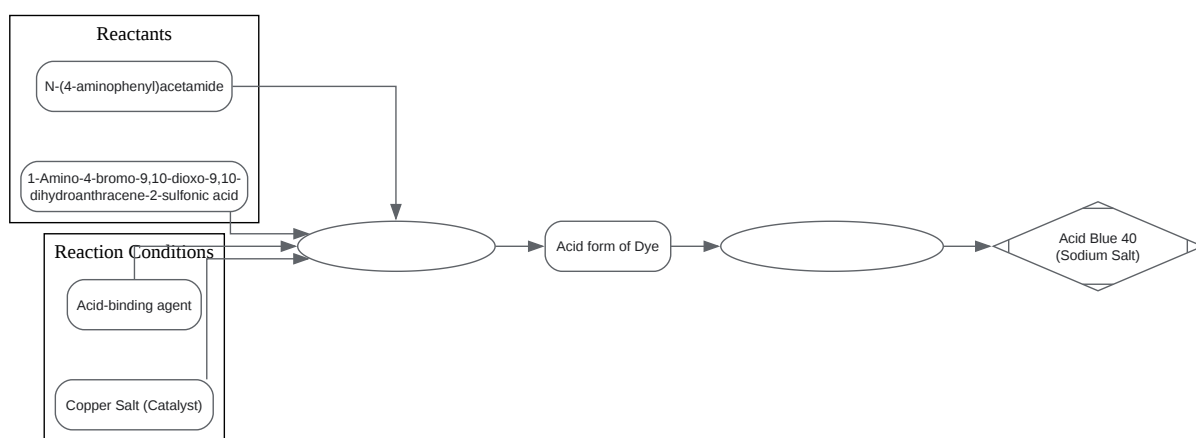 Reactants
N-(4-aminophenyl)acetamide
1-Amino-4-bromo-9,10-dioxo-9,10-
dihydroanthracene-2-sulfonic acid
Reaction Conditions
Acid-binding agent
Copper Salt (Catalyst)
Acid form of Dye
Acid Blue 40
(Sodium Salt)